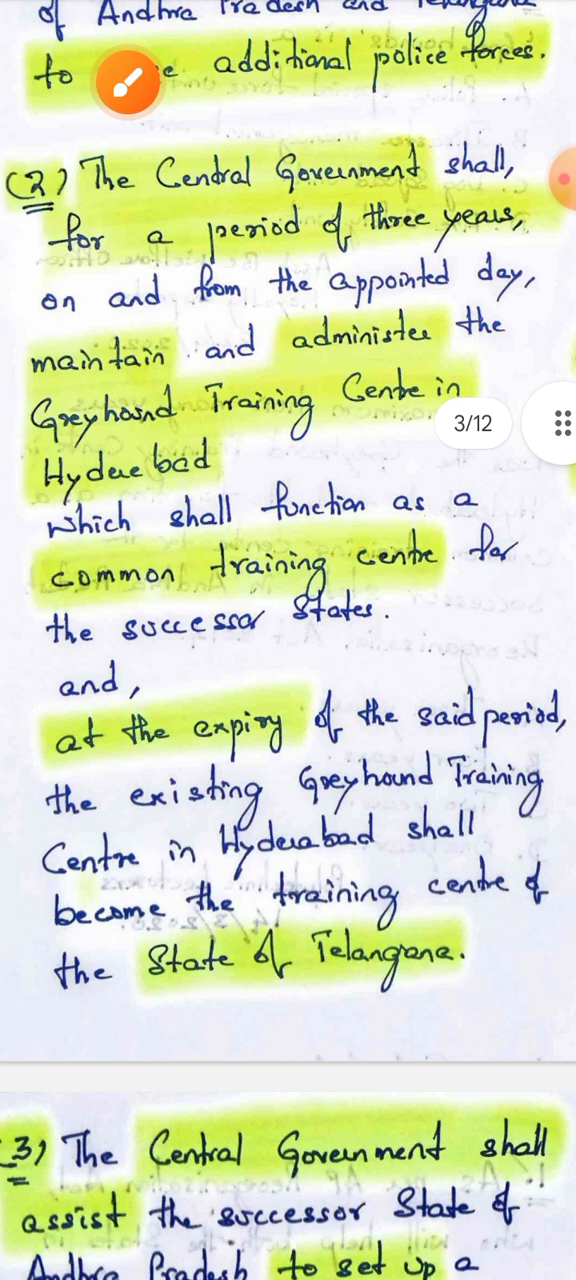 of Andhra Pradesh and Telangana
to additional police forces.
(2) The Central Government shall,
for a period of three years,
on and from the appointed day,
maintain and administer the
Greyhound Training Centre in
3/12
Hyderabad
which shall function as a
common training centre for
the successor States.
and,
at the expiry of the said period,
the existing Greyhound Training
Centre in Hyderabad shall
become the training centre of
the State of Telangana.
3) The Central Government shall
assist the successor State of
Andhra Pradesh to set up a